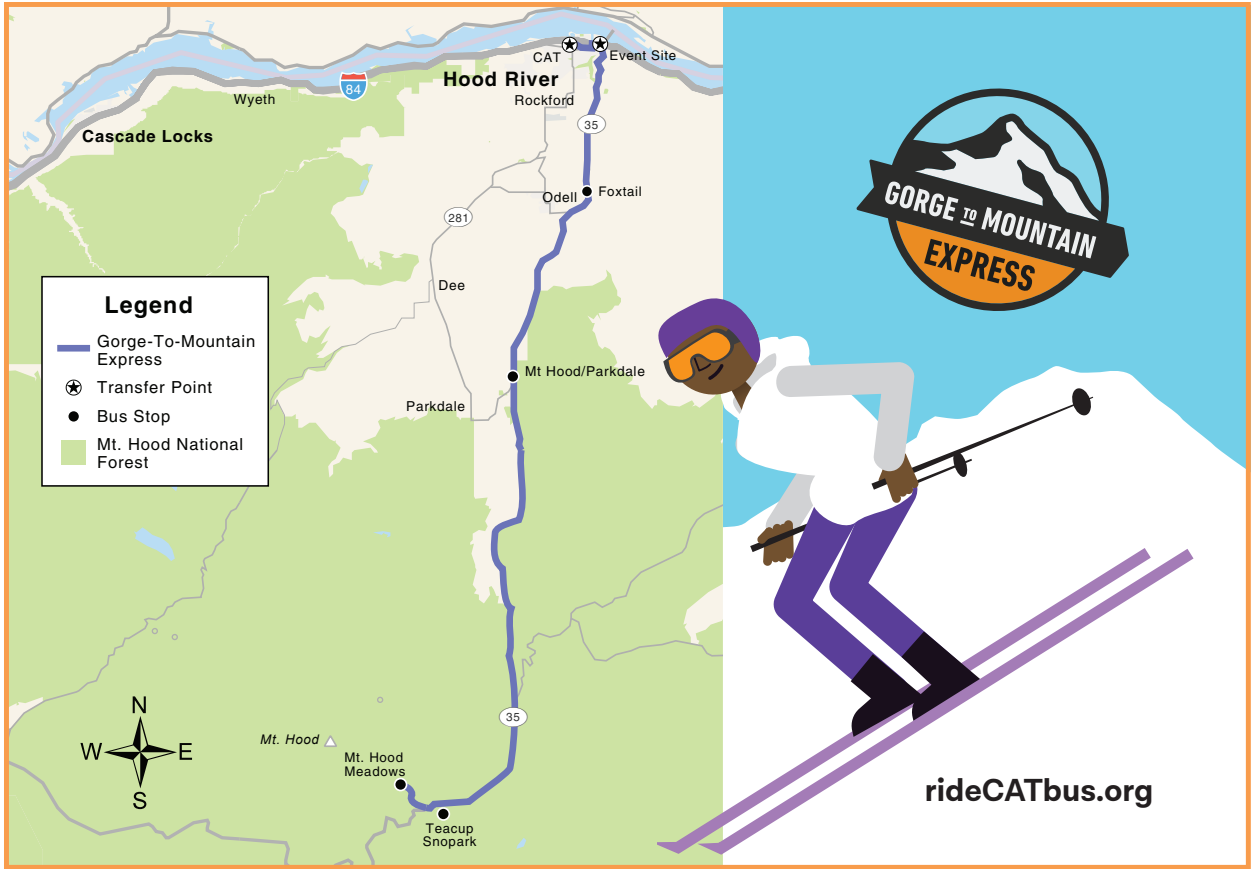 CAT
Event Site
Hood River
84
Wyeth
Rockford
35
Cascade Locks
Odell
Foxtail
281
Dee
Legend
Gorge-To-Mountain
Express
Transfer Point
Bus Stop
Mt. Hood National
Forest
Mt Hood/Parkdale
Parkdale
N
W
E
S
35
Mt. Hood
Mt. Hood
Meadows
Teacup
Snopark
GORGE TO MOUNTAIN
EXPRESS
rideCATbus.org